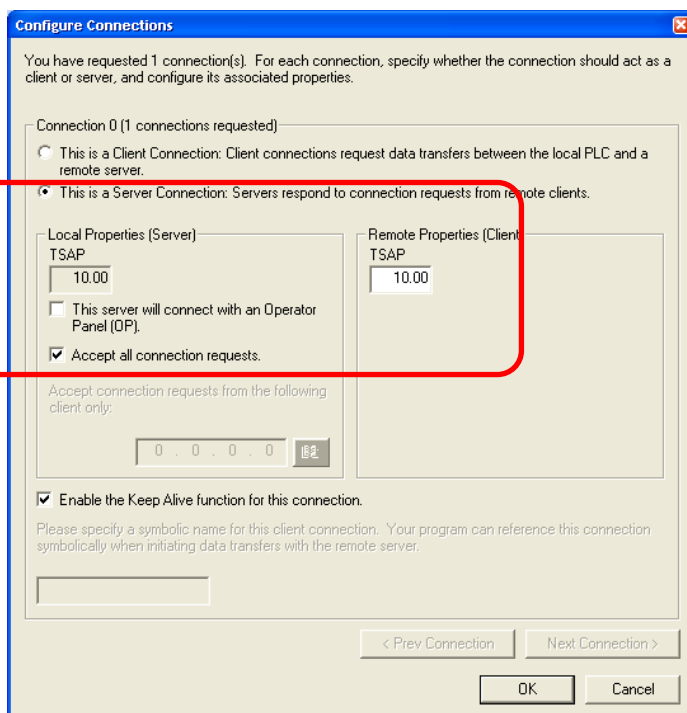 Configure Connections
You have requested 1 connection(s). For each connection, specify whether the connection should act as a
client or server, and configure its associated properties.
Connection 0 (1 connections requested)
This is a Client Connection: Client connections request data transfers between the local PLC and a
remote server.
This is a Server Connection: Servers respond to connection requests from remote clients.
Local Properties (Server)
TSAP
10.00
This server will connect with an Operator
Panel (OP).
Accept all connection requests.
Accept connection requests from the following
client only:
0 . 0 . 0 . 0
Remote Properties (Client
TSAP
10.00
Enable the Keep Alive function for this connection.
Please specify a symbolic name for this client connection. Your program can reference this connection
symbolically when initiating data transfers with the remote server.
< Prev Connection
Next Connection >
OK
Cancel